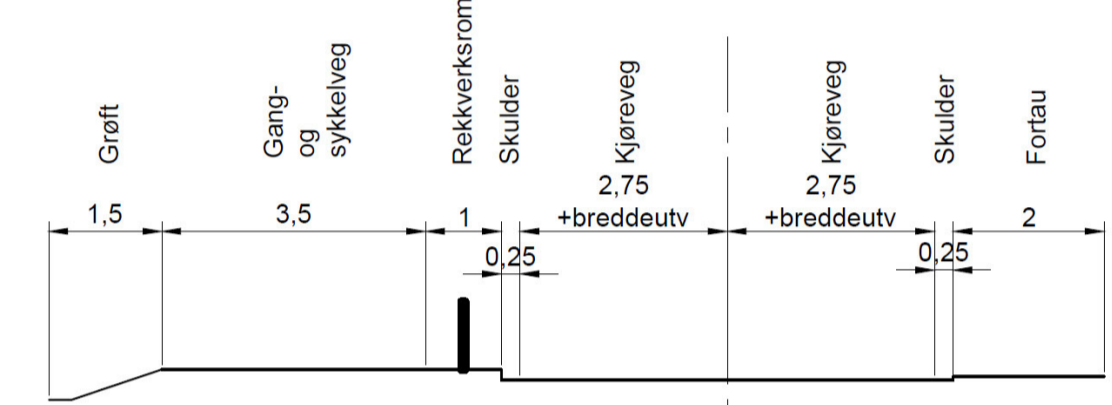 Grøft
Gang-
og
sykkelveg
Rekkverksrom
Skulder
Kjøreveg
Kjøreveg
Skulder
Fortau
1,5
3,5
1
0,25
2,75
+breddeutv
2,75
+breddeutv
0,25
2